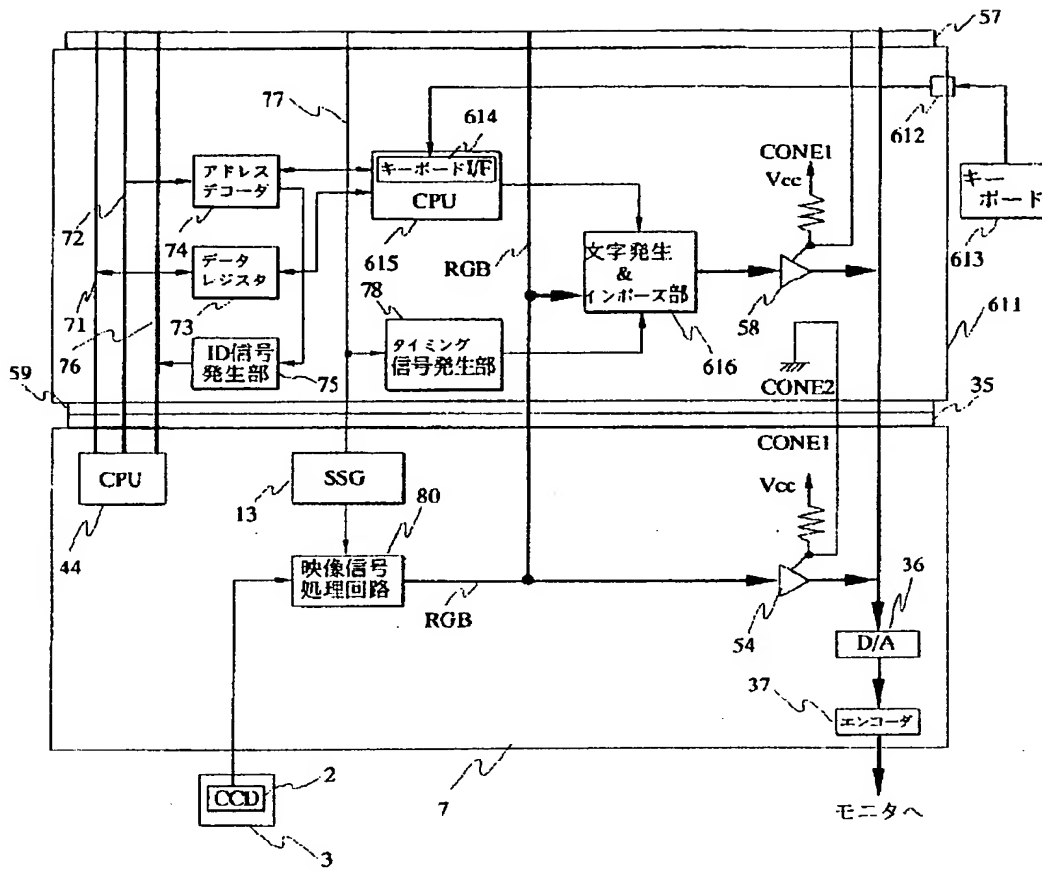 57
77
614
612
CONE1
Vcc
キー
ボード
613
アドレス
デコーダ
キーボードI/F
CPU
72
74
615
RGB
文字発生
&
インポーズ部
58
データ
レジスタ
78
71
73
76
タイミング
信号発生部
616
611
ID信号
発生部
75
59
CONE2
35
CONE1
CPU
SSG
Vcc
44
13
80
映像信号
処理回路
RGB
54
36
D/A
37
エンコーダ
2
CCD
7
モニタへ
3